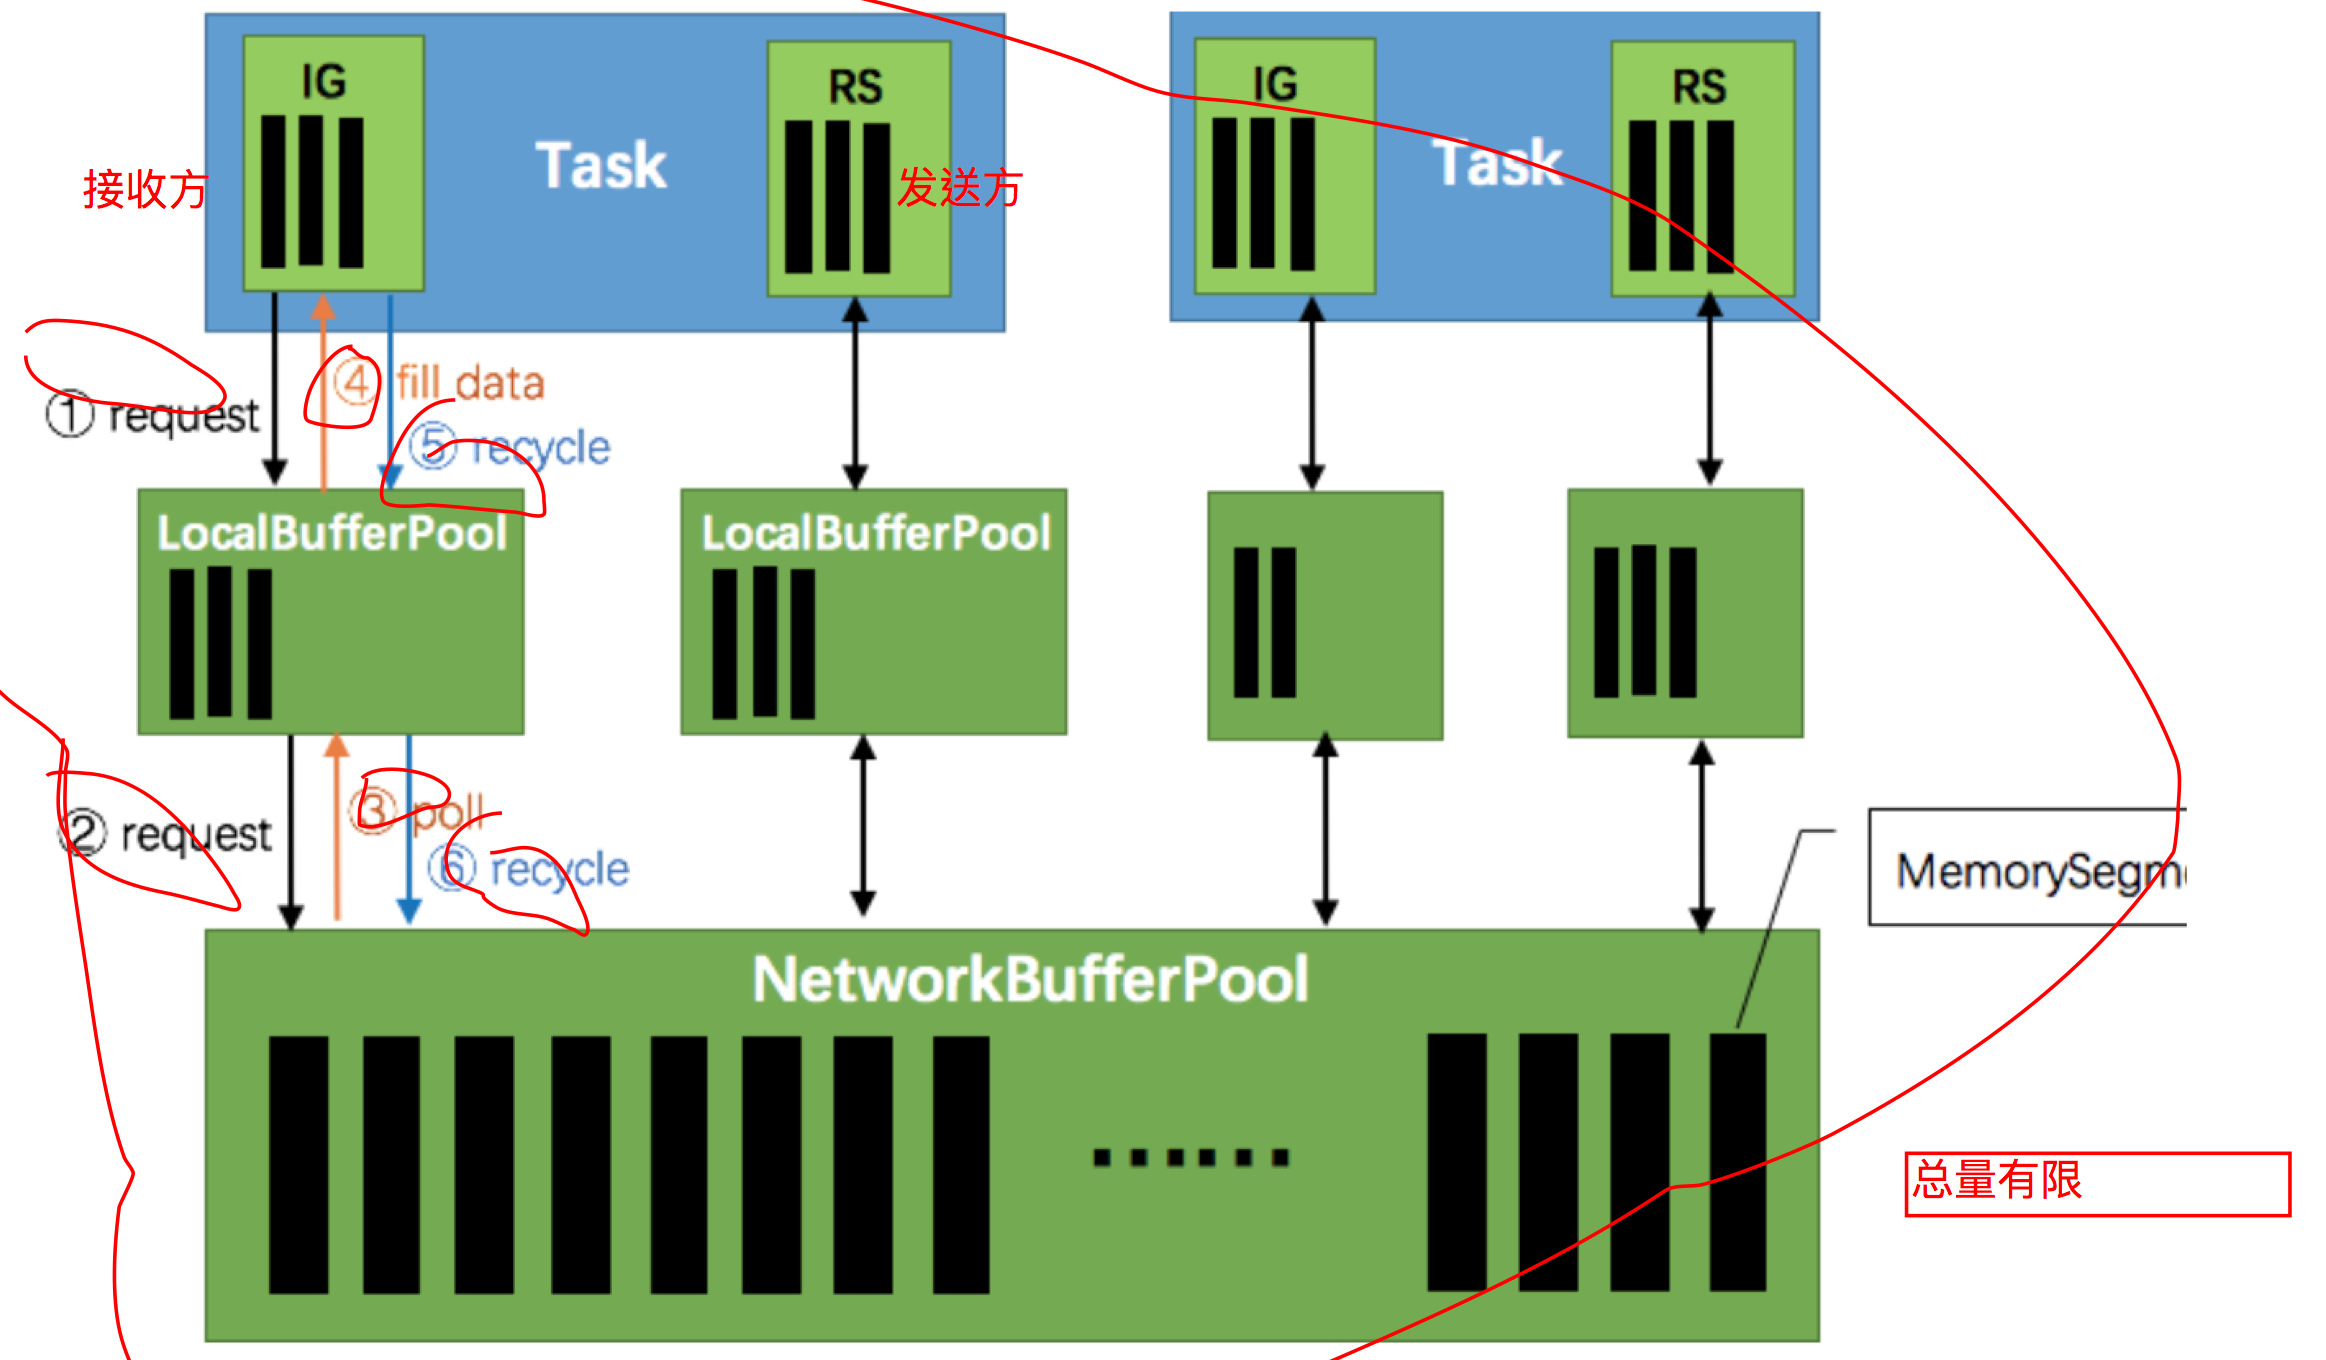 IG
RS
Task
接收方
发送方
IG
RS
Task
① request
④ fill data
⑤ recycle
LocalBufferPool
LocalBufferPool
② request
③ poll
⑥ recycle
MemorySegm
NetworkBufferPool
······
总量有限